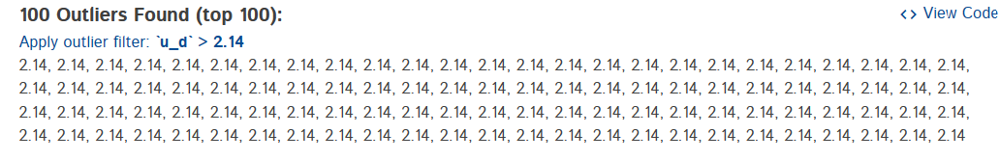 100 Outliers Found (top 100):
<> View Code
Apply outlier filter: `u_d` > 2.14
2.14, 2.14, 2.14, 2.14, 2.14, 2.14, 2.14, 2.14, 2.14, 2.14, 2.14, 2.14, 2.14, 2.14, 2.14, 2.14, 2.14, 2.14, 2.14, 2.14, 2.14, 2.14, 2.14, 2.14, 2.14,
2.14, 2.14, 2.14, 2.14, 2.14, 2.14, 2.14, 2.14, 2.14, 2.14, 2.14, 2.14, 2.14, 2.14, 2.14, 2.14, 2.14, 2.14, 2.14, 2.14, 2.14, 2.14, 2.14, 2.14, 2.14,
2.14, 2.14, 2.14, 2.14, 2.14, 2.14, 2.14, 2.14, 2.14, 2.14, 2.14, 2.14, 2.14, 2.14, 2.14, 2.14, 2.14, 2.14, 2.14, 2.14, 2.14, 2.14, 2.14, 2.14, 2.14,
2.14, 2.14, 2.14, 2.14, 2.14, 2.14, 2.14, 2.14, 2.14, 2.14, 2.14, 2.14, 2.14, 2.14, 2.14, 2.14, 2.14, 2.14, 2.14, 2.14, 2.14, 2.14, 2.14, 2.14, 2.14